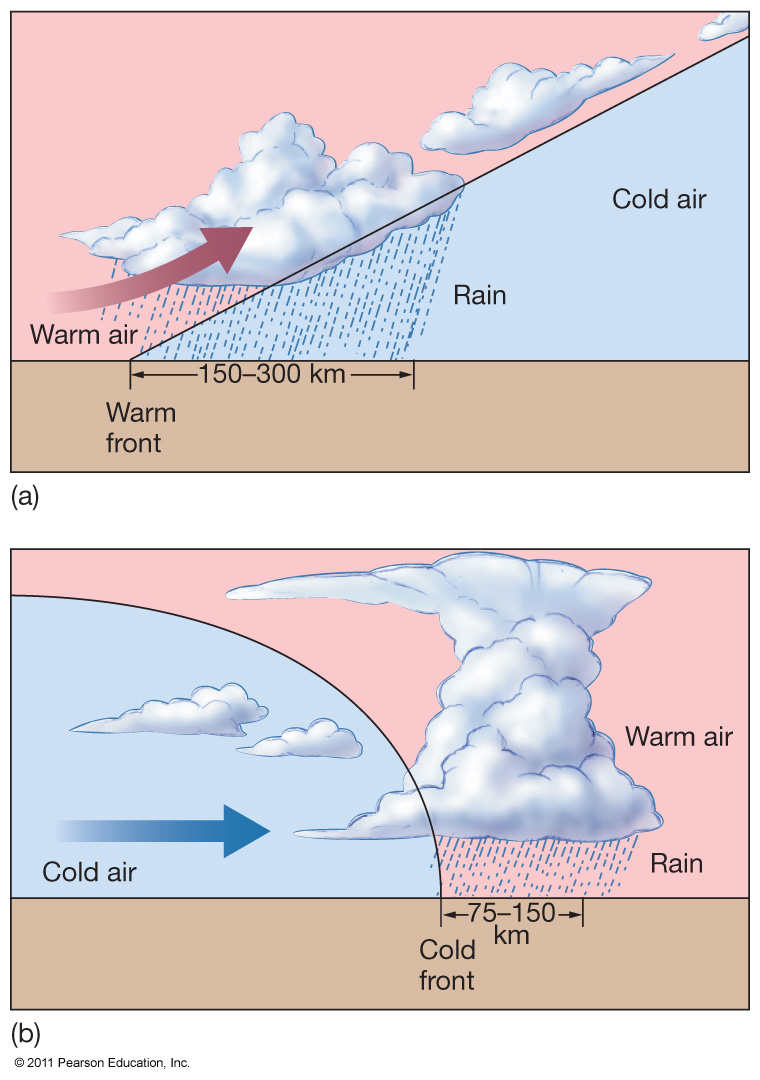 Cold air
Rain
Warm air
150–300 km
Warm
front
(a)
Warm air
Rain
Cold air
75–150
km
Cold
front
(b)
© 2011 Pearson Education, Inc.